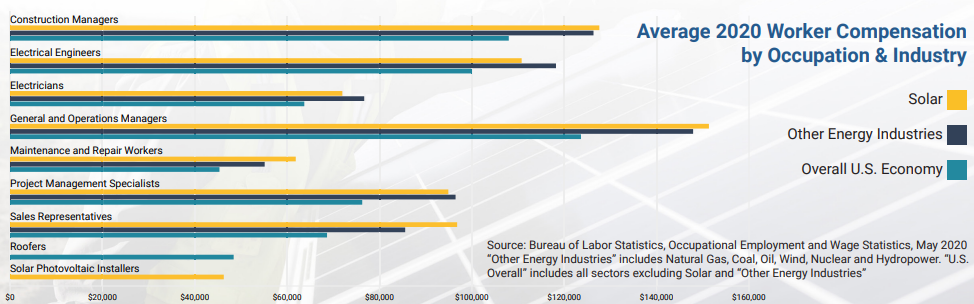 Average 2020 Worker Compensation
by Occupation & Industry
Solar
Other Energy Industries
Overall U.S. Economy
Construction Managers
Electrical Engineers
Electricians
General and Operations Managers
Maintenance and Repair Workers
Project Management Specialists
Sales Representatives
Roofers
Solar Photovoltaic Installers
$0 $20,000 $40,000 $60,000 $80,000 $100,000 $120,000 $140,000 $160,000
Source: Bureau of Labor Statistics, Occupational Employment and Wage Statistics, May 2020
"Other Energy Industries" includes Natural Gas, Coal, Oil, Wind, Nuclear and Hydropower. "U.S.
Overall" includes all sectors excluding Solar and "Other Energy Industries"